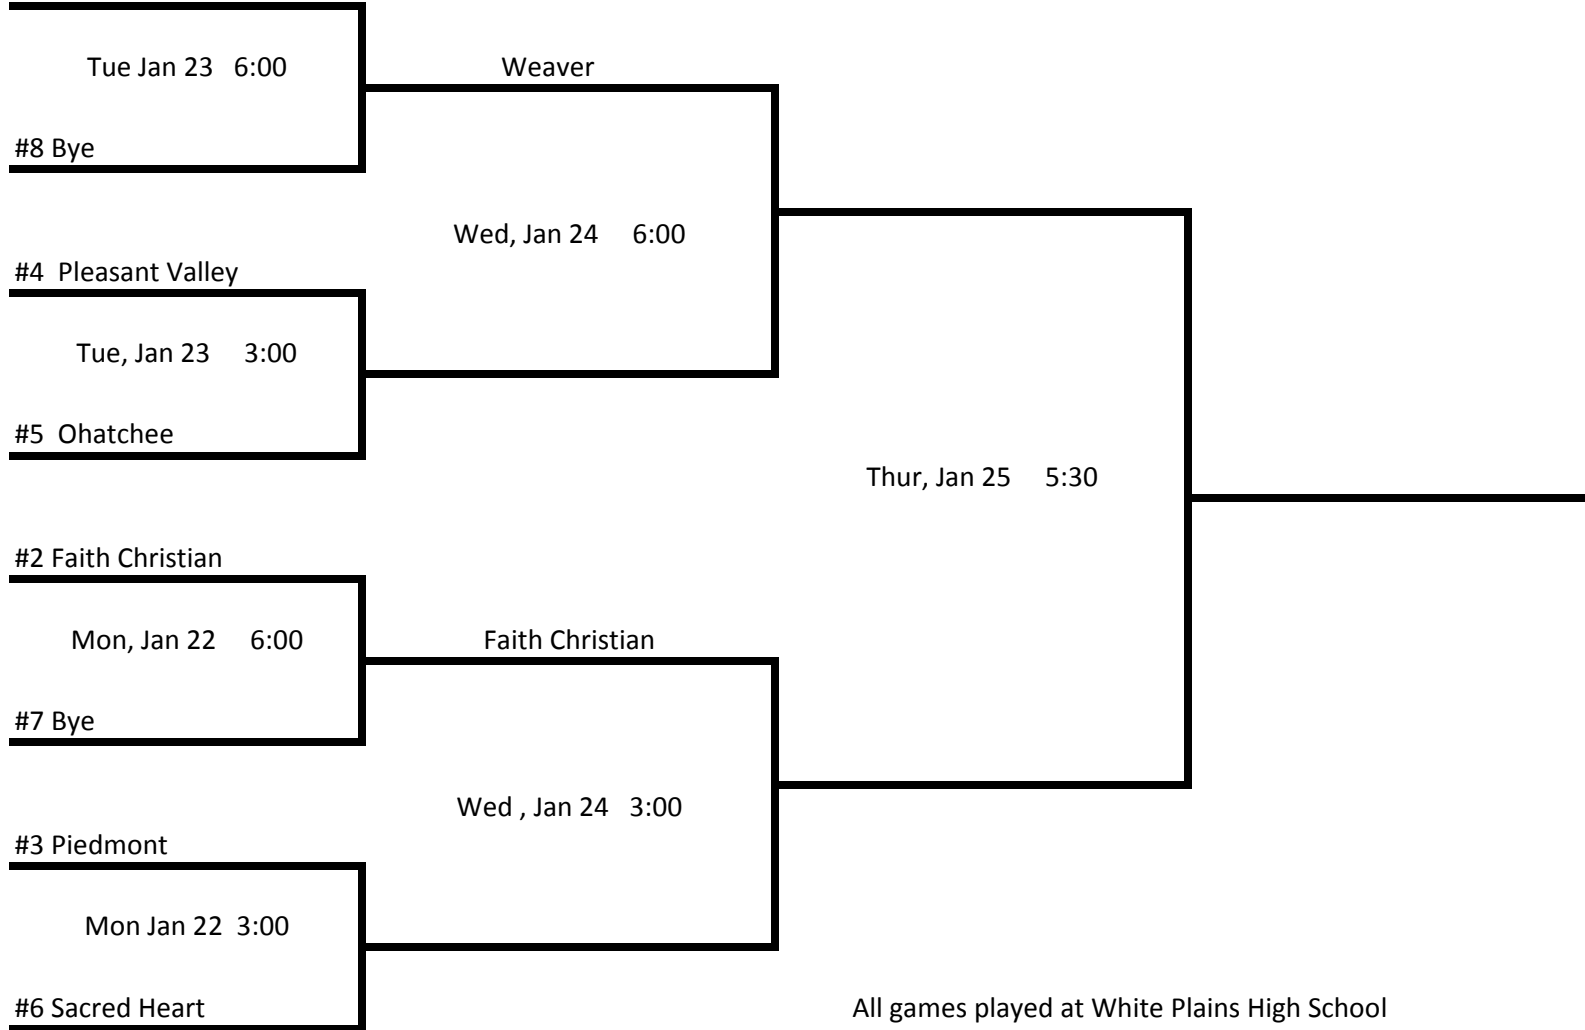 Tue Jan 23 6:00
Weaver
#8 Bye
Wed, Jan 24 6:00
#4 Pleasant Valley
Tue, Jan 23 3:00
#5 Ohatchee
Thur, Jan 25 5:30
#2 Faith Christian
Mon, Jan 22 6:00
Faith Christian
#7 Bye
Wed , Jan 24 3:00
#3 Piedmont
Mon Jan 22 3:00
#6 Sacred Heart
All games played at White Plains High School